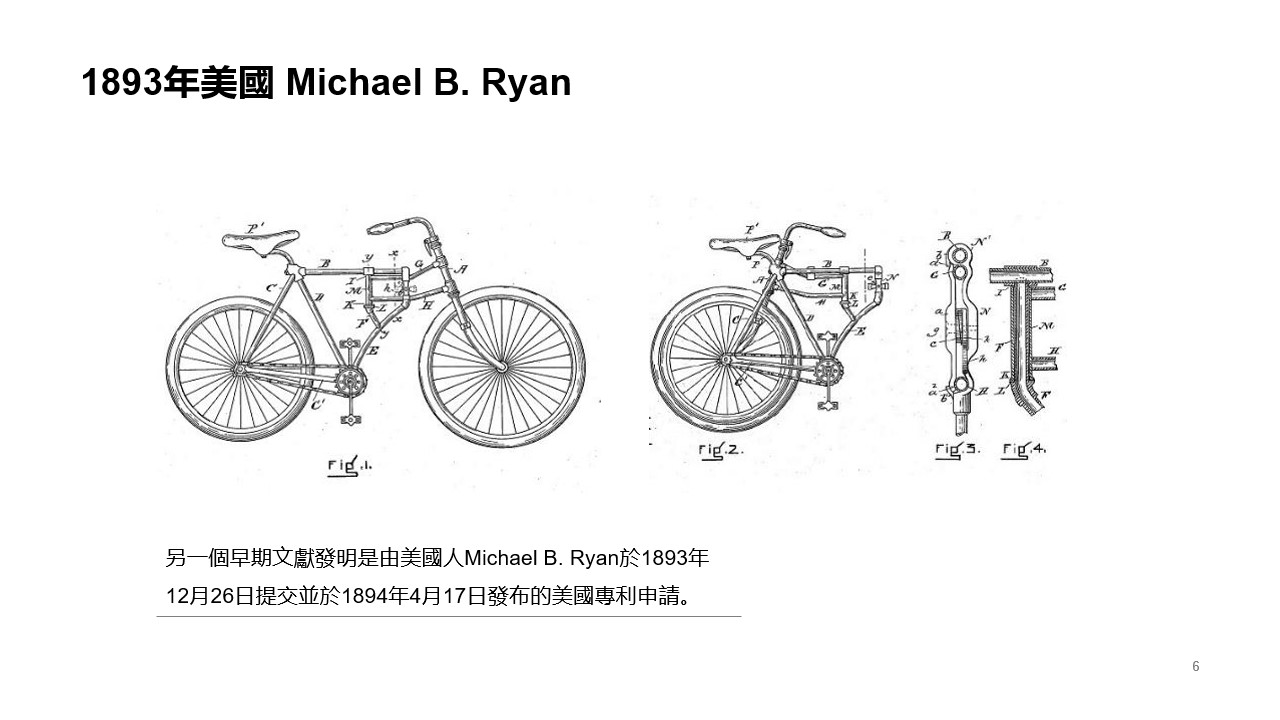 1893年美國 Michael B. Ryan
P'
B
C
D
y
x
G
A
I
M
h
K
L
H
F
x
y
E
C'
Fig.1.
P'
P
B
A
G
M
N
H
K
L
C
D
E
C'
Fig.2.
B
N'
G
a
N
g
c
h
h
H
b
Fig.3.
B
I
G
M
F
H
K
L
F
Fig.4.
另一個早期文獻發明是由美國人Michael B. Ryan於1893年
12月26日提交並於1894年4月17日發布的美國專利申請。
6